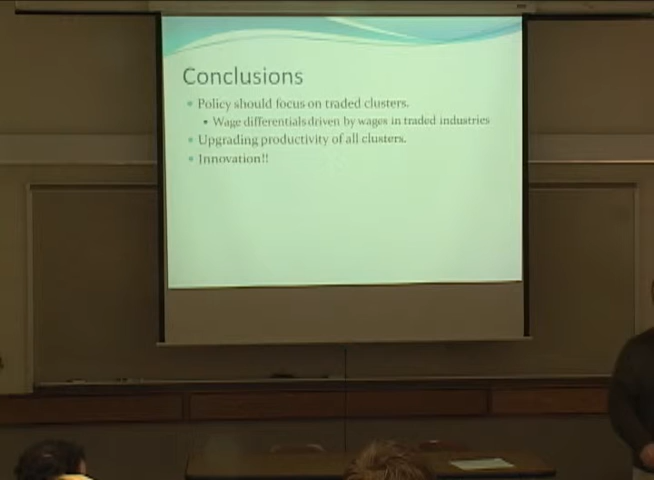 Conclusions
Policy should focus on traded clusters.
Wage differentials driven by wages in traded industries
Upgrading productivity of all clusters.
Innovation!!